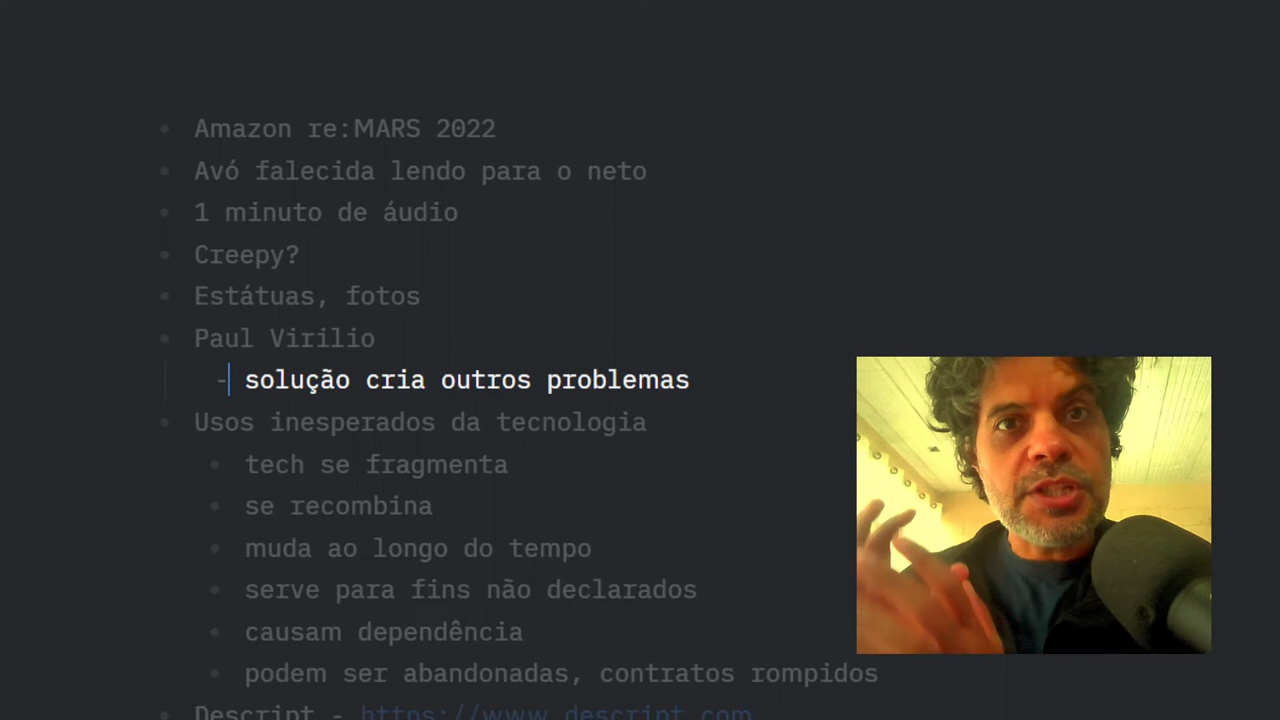 Amazon re:MARS 2022
Avó falecida lendo para o neto
1 minuto de áudio
Creepy?
Estátuas, fotos
Paul Virilio
- solução cria outros problemas
Usos inesperados da tecnologia
tech se fragmenta
se recombina
muda ao longo do tempo
serve para fins não declarados
causam dependência
podem ser abandonadas, contratos rompidos
Descript - https://www.descript.com